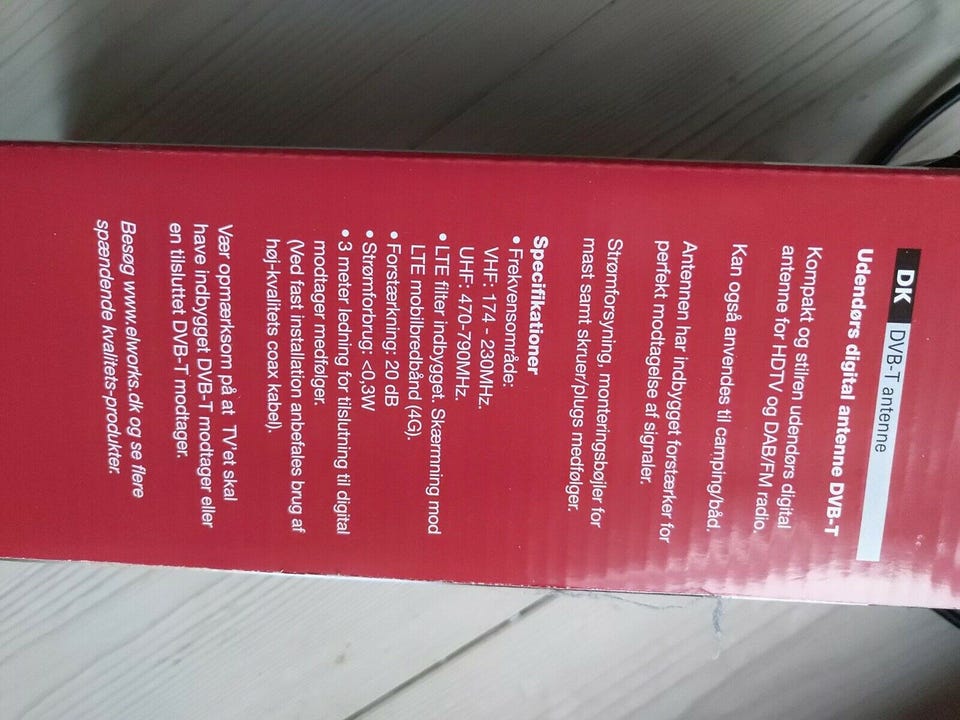 DK DVB-T antenne
Udendørs digital antenne DVB-T
Kompakt og stilren udendørs digital
antenne for HDTV og DAB/FM radio.
Kan også anvendes til camping/båd.
Antennen har indbygget forstærker for
perfekt modtagelse af signaler.
Strømforsyning, monteringsbøjler for
mast samt skruer/plugs medfølger.
Specifikationer
• Frekvensområde:
VHF: 174 - 230MHz.
UHF: 470-790MHz.
• LTE filter indbygget. Skærmning mod
LTE mobilbredbånd (4G).
• Forstærkning: 20 dB
• Strømforbrug: <0,3W
• 3 meter ledning for tilslutning til digital
modtager medfølger.
(Ved fast installation anbefales brug af
høj-kvalitets coax kabel).
Vær opmærksom på at TV'et skal
have indbygget DVB-T modtager eller
en tilsluttet DVB-T modtager.
Besøg www.elworks.dk og se flere
spændende kvalitets-produkter.